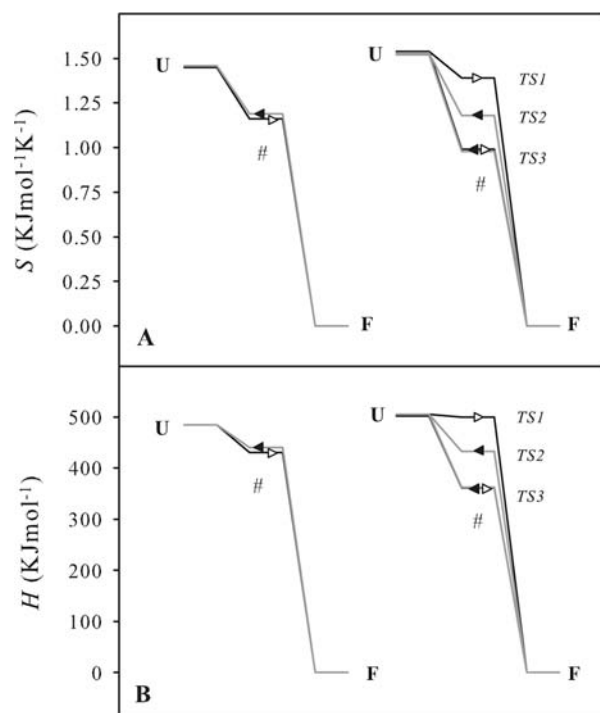 1.50
1.25
1.00
0.75
0.50
0.25
0.00
S (KJmol⁻¹K⁻¹)
U
#
F
U
TS1
TS2
TS3
#
F
A
500
400
300
200
100
0
H (KJmol⁻¹)
U
#
F
U
TS1
TS2
TS3
#
F
B